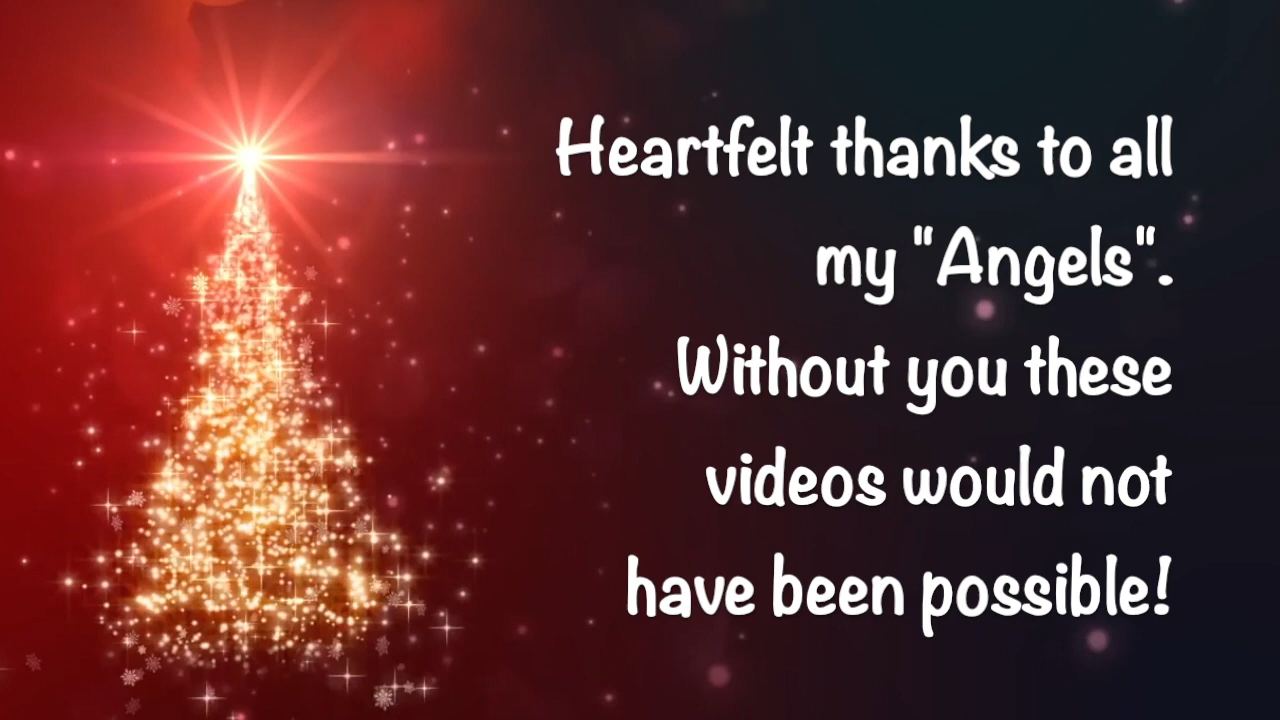 Heartfelt thanks to all
my "Angels".
Without you these
videos would not
have been possible!